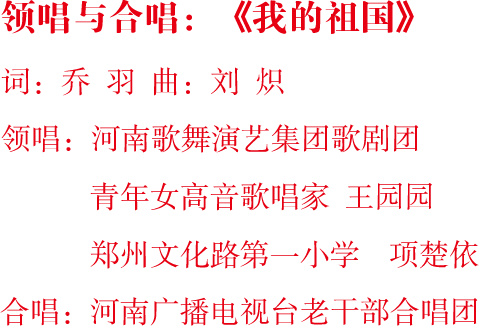 领唱与合唱：《我的祖国》
词：乔 羽 曲：刘 炽
领唱：河南歌舞演艺集团歌剧团
青年女高音歌唱家 王园园
郑州文化路第一小学 项楚依
合唱：河南广播电视台老干部合唱团